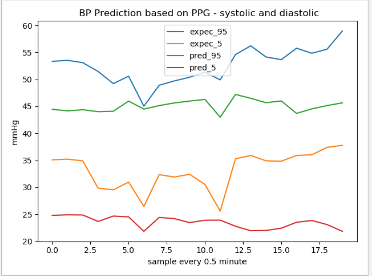 BP Prediction based on PPG - systolic and diastolic
60
55
50
45
40
35
30
25
20
mmHg
expec_95
expec_5
pred_95
pred_5
0.0 2.5 5.0 7.5 10.0 12.5 15.0 17.5
sample every 0.5 minute